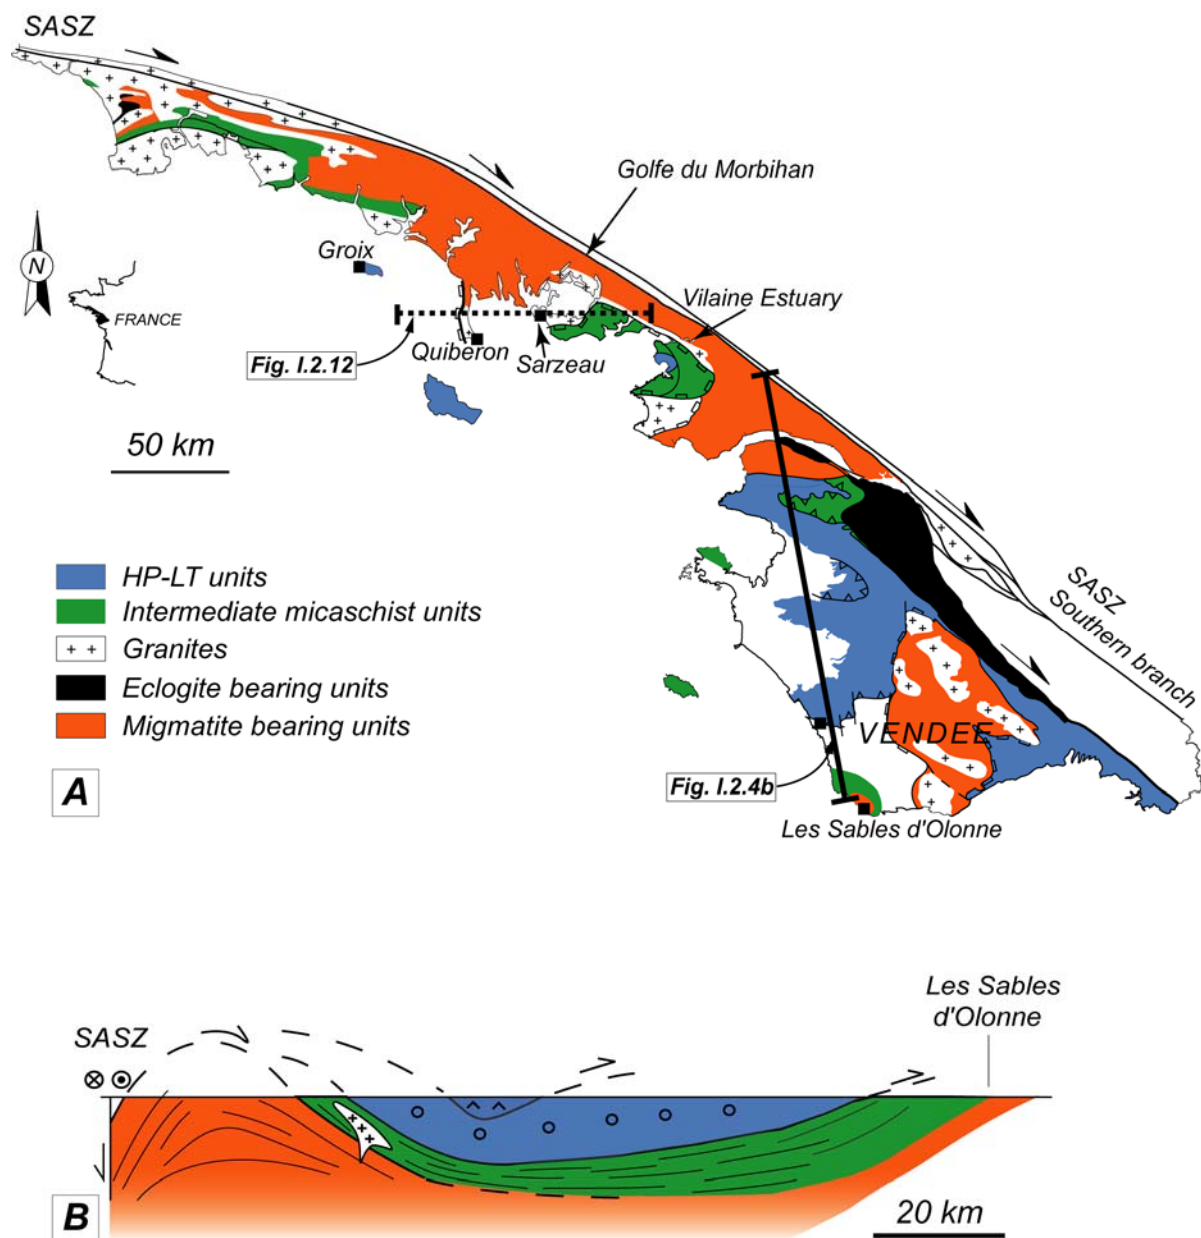 SASZ
Golfe du Morbihan
Groix
Vilaine Estuary
N
FRANCE
Quiberon
Sarzeau
Fig. I.2.12
50 km
HP-LT units
Intermediate micaschist units
Granites
Eclogite bearing units
Migmatite bearing units
SASZ
Southern branch
VENDEE
Fig. I.2.4b
A
Les Sables d'Olonne
Les Sables
d'Olonne
SASZ
B
20 km